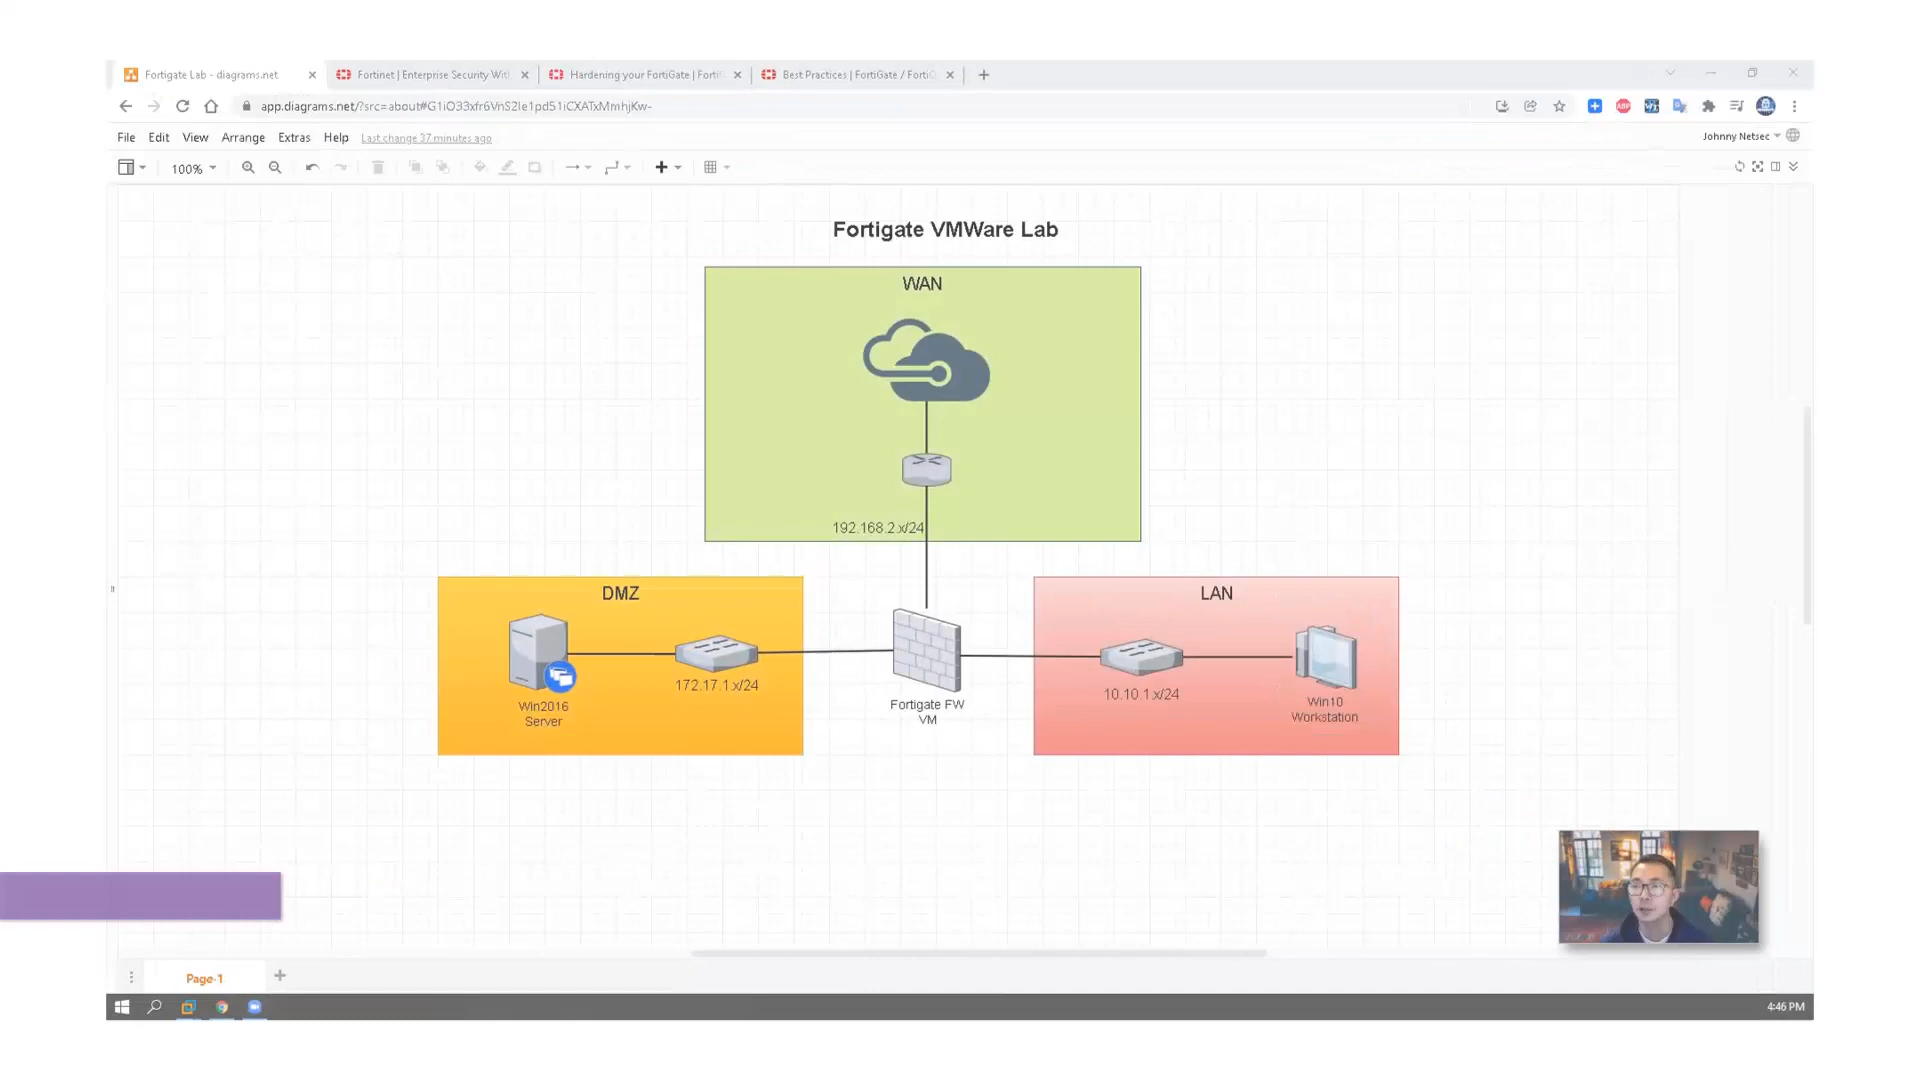 Fortigate Lab - diagrams.net
Fortinet | Enterprise Security With
Hardening your FortiGate | Forti
Best Practices | FortiGate / FortiO
app.diagrams.net/?src=about#G1iO33xfr6VnS2Ie1pd51iCXATxMmhjKw-
File Edit View Arrange Extras Help Last change 37 minutes ago
Johnny Netsec
100%
Fortigate VMWare Lab
WAN
192.168.2.x/24
DMZ
LAN
172.17.1.x/24
10.10.1.x/24
Win2016
Server
Fortigate FW
VM
Win10
Workstation
Page-1
4:46 PM